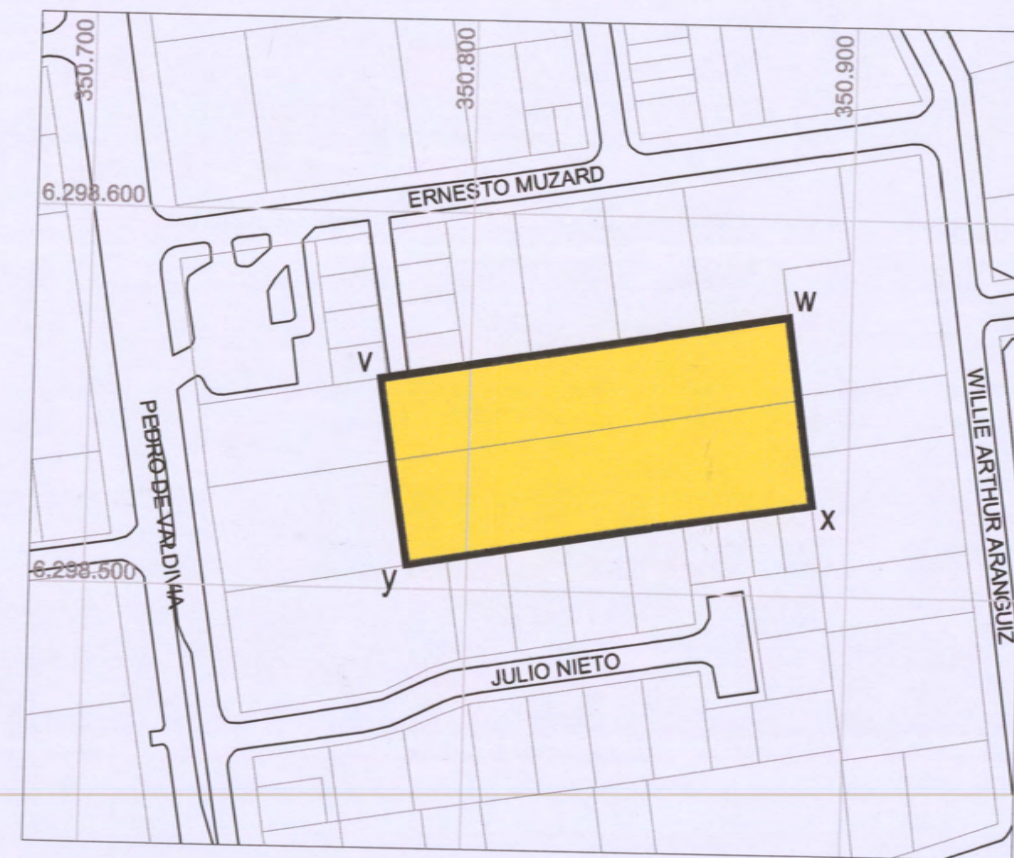 350.700
350.800
350.900
6.298.600
ERNESTO MUZARD
V
W
WILLIE ARTHUR ARANGUIZ
PEDRO DE VALDIVIA
X
6.298.500
y
JULIO NIETO